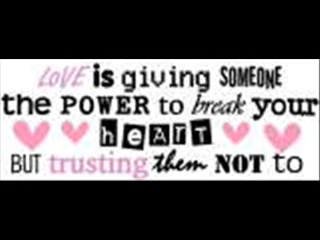 LOVE is giving SOMEONE
the POWER to break your
heART
BUT trusting them NOT to